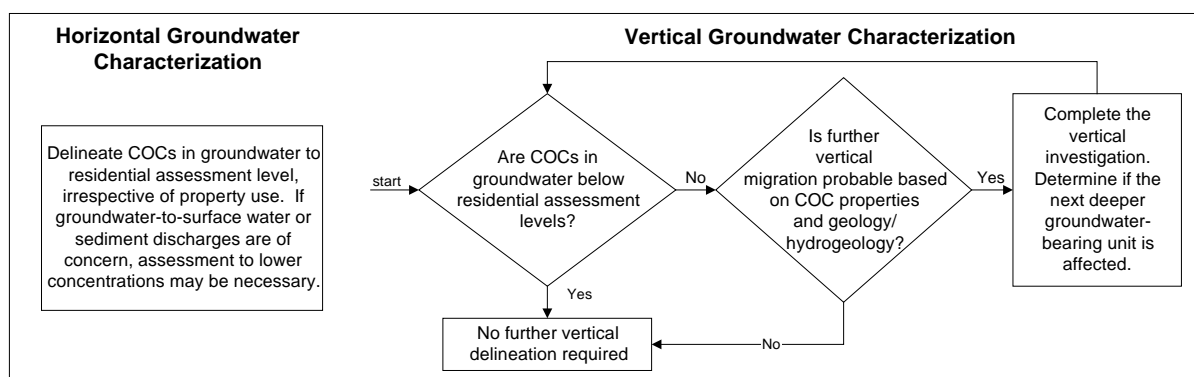 Horizontal Groundwater
Characterization
Delineate COCs in groundwater to
residential assessment level,
irrespective of property use.  If
groundwater-to-surface water or
sediment discharges are of
concern, assessment to lower
concentrations may be necessary.
Vertical Groundwater Characterization
start
Are COCs in
groundwater below
residential assessment
levels?
No
Is further
vertical
migration probable based
on COC properties
and geology/
hydrogeology?
Yes
Complete the
vertical
investigation.
Determine if the
next deeper
groundwater-
bearing unit is
affected.
Yes
No further vertical
delineation required
No